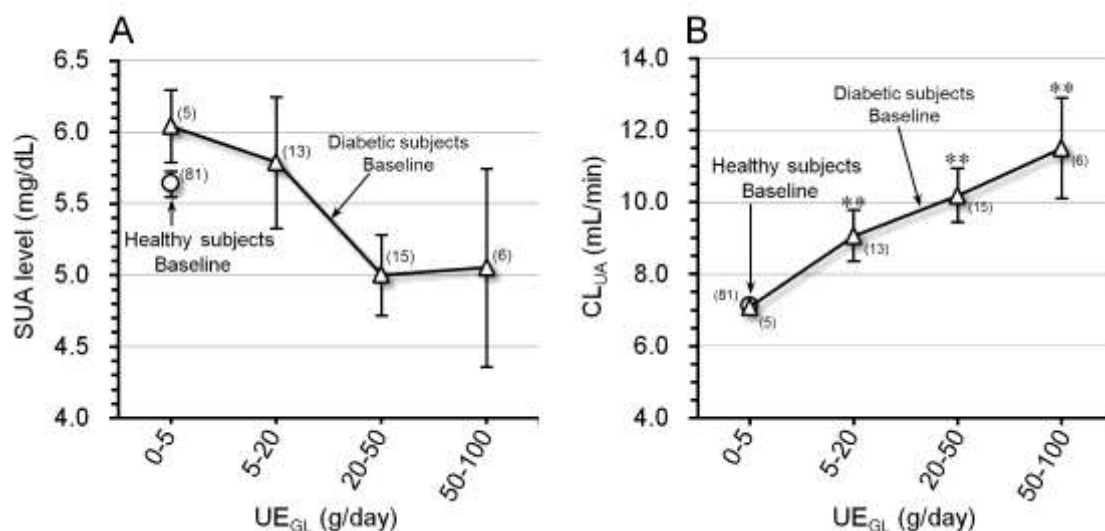 A
6.5
6.0
5.5
5.0
4.5
4.0
SUA level (mg/dL)
(5)
(13)
(81)
(15)
(6)
Diabetic subjects
Baseline
Healthy subjects
Baseline
0-5
5-20
20-50
50-100
UEGL (g/day)
B
14.0
12.0
10.0
8.0
6.0
4.0
CLUA (mL/min)
**
**
**
Diabetic subjects
Baseline
Healthy subjects
Baseline
(6)
(15)
(13)
(81)
(5)
0-5
5-20
20-50
50-100
UEGL (g/day)